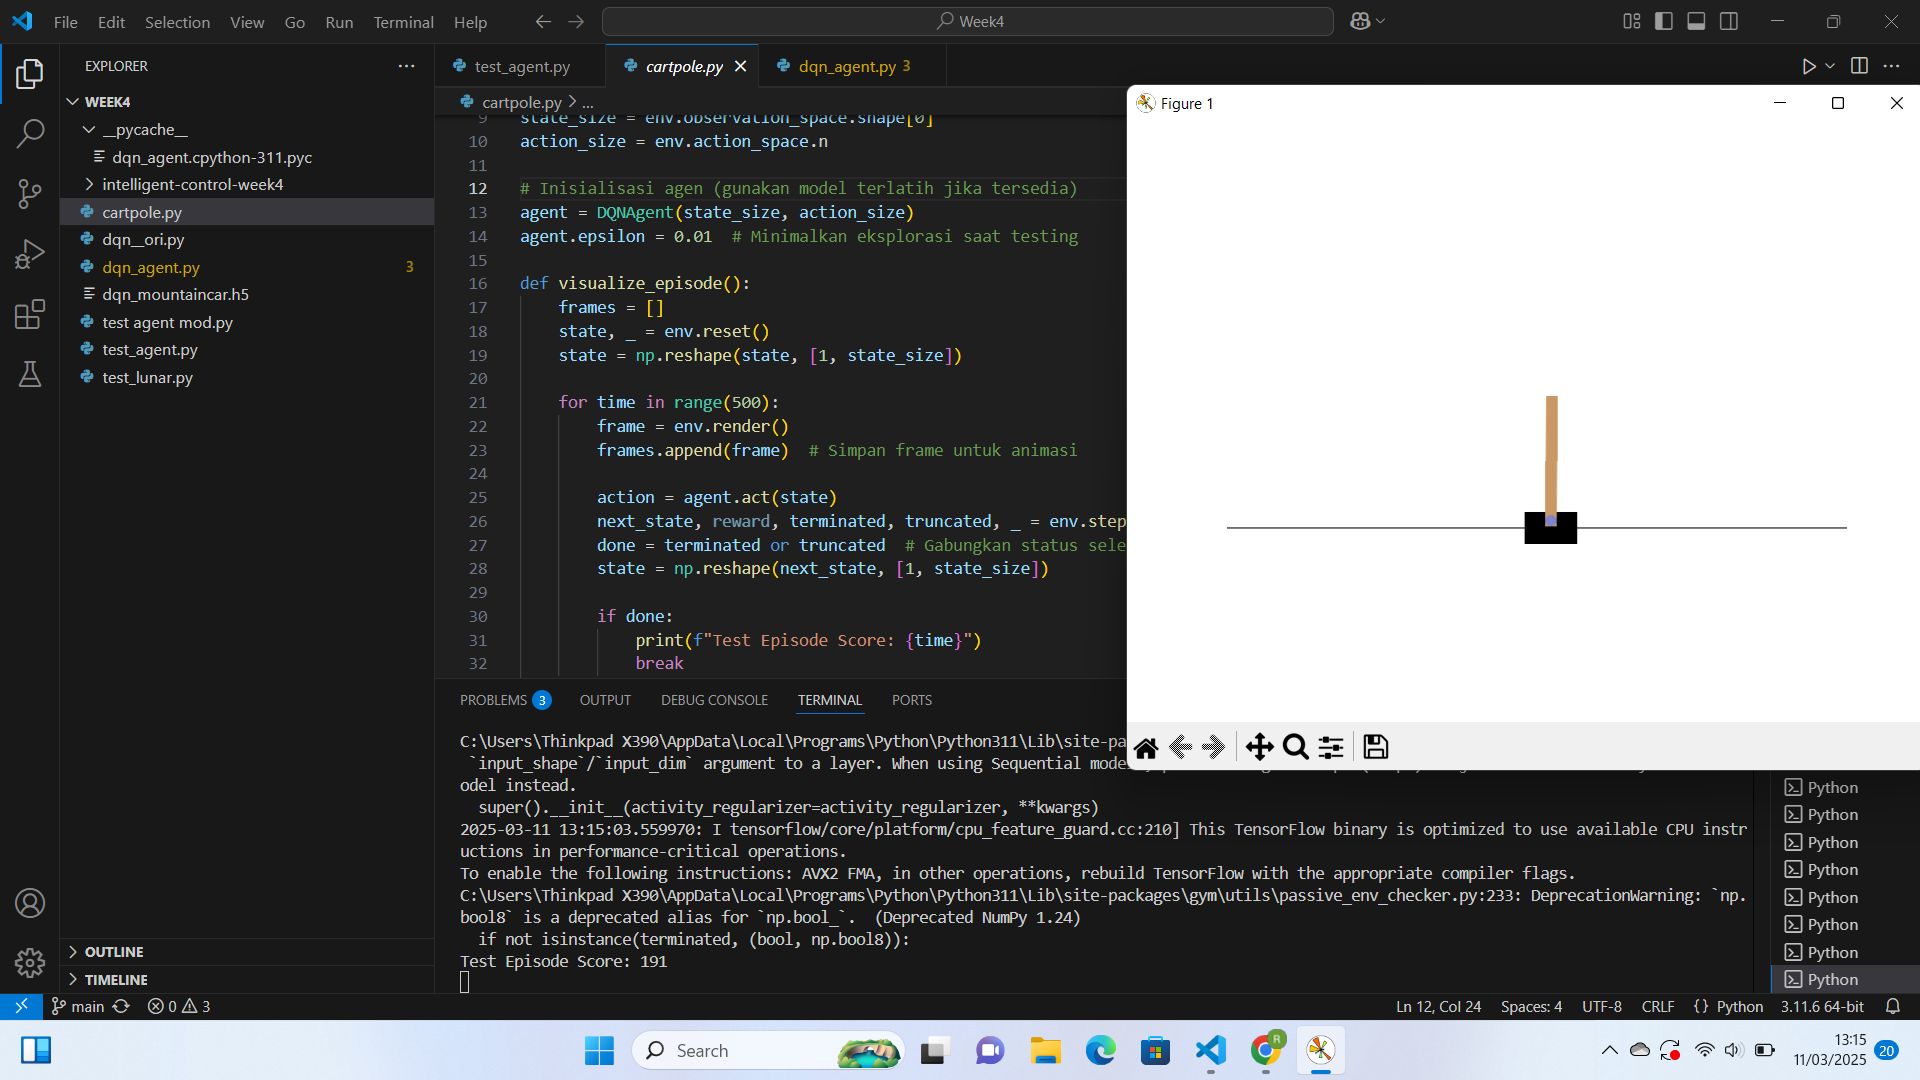 File Edit Selection View Go Run Terminal Help
Week4
EXPLORER
WEEK4
__pycache__
dqn_agent.cpython-311.pyc
intelligent-control-week4
cartpole.py
dqn__ori.py
dqn_agent.py 3
dqn_mountaincar.h5
test agent mod.py
test_agent.py
test_lunar.py
OUTLINE
TIMELINE
test_agent.py cartpole.py dqn_agent.py 3
cartpole.py > ...
9 state_size = env.observation_space.shape[0]
10 action_size = env.action_space.n
11
12 # Inisialisasi agen (gunakan model terlatih jika tersedia)
13 agent = DQNAgent(state_size, action_size)
14 agent.epsilon = 0.01 # Minimalkan eksplorasi saat testing
15
16 def visualize_episode():
17 frames = []
18 state, _ = env.reset()
19 state = np.reshape(state, [1, state_size])
20
21 for time in range(500):
22 frame = env.render()
23 frames.append(frame) # Simpan frame untuk animasi
24
25 action = agent.act(state)
26 next_state, reward, terminated, truncated, _ = env.step
27 done = terminated or truncated # Gabungkan status sele
28 state = np.reshape(next_state, [1, state_size])
29
30 if done:
31 print(f"Test Episode Score: {time}")
32 break
Figure 1
PROBLEMS 3 OUTPUT DEBUG CONSOLE TERMINAL PORTS
C:\Users\Thinkpad X390\AppData\Local\Programs\Python\Python311\Lib\site-pa
`input_shape`/`input_dim` argument to a layer. When using Sequential
odel instead.
super().__init__(activity_regularizer=activity_regularizer, **kwargs)
2025-03-11 13:15:03.559970: I tensorflow/core/platform/cpu_feature_guard.cc:210] This TensorFlow binary is optimized to use available CPU instr
uctions in performance-critical operations.
To enable the following instructions: AVX2 FMA, in other operations, rebuild TensorFlow with the appropriate compiler flags.
C:\Users\Thinkpad X390\AppData\Local\Programs\Python\Python311\Lib\site-packages\gym\utils\passive_env_checker.py:233: DeprecationWarning: `np.
bool8` is a deprecated alias for `np.bool_`. (Deprecated NumPy 1.24)
if not isinstance(terminated, (bool, np.bool8)):
Test Episode Score: 191
Python
Python
Python
Python
Python
Python
Python
Python
main 0 3
Ln 12, Col 24 Spaces: 4 UTF-8 CRLF {} Python 3.11.6 64-bit
Search
R
13:15
11/03/2025
20